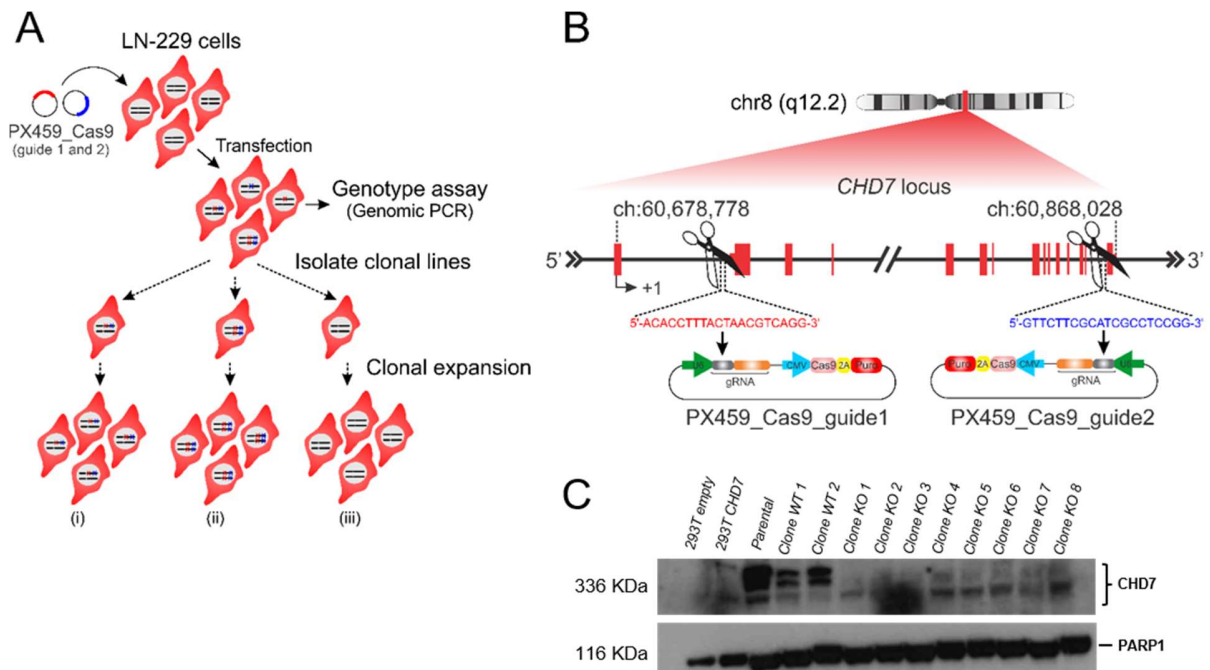 A
LN-229 cells
PX459_Cas9
(guide 1 and 2)
Transfection
Genotype assay
(Genomic PCR)
Isolate clonal lines
Clonal expansion
(i) (ii) (iii)
B
chr8 (q12.2)
CHD7 locus
ch:60,678,778 ch:60,868,028
5' 3'
+1
5'-ACACCTTTACTAACGTCAGG-3' 5'-GTTCTTCGCATCGCCTCCGG-3'
U6 CMV Cas9 2A Puro Puro 2A Cas9 CMV U6
gRNA gRNA
PX459_Cas9_guide1 PX459_Cas9_guide2
C
293T empty
293T CHD7
Parental
Clone WT 1
Clone WT 2
Clone KO 1
Clone KO 2
Clone KO 3
Clone KO 4
Clone KO 5
Clone KO 6
Clone KO 7
Clone KO 8
336 KDa CHD7
116 KDa PARP1